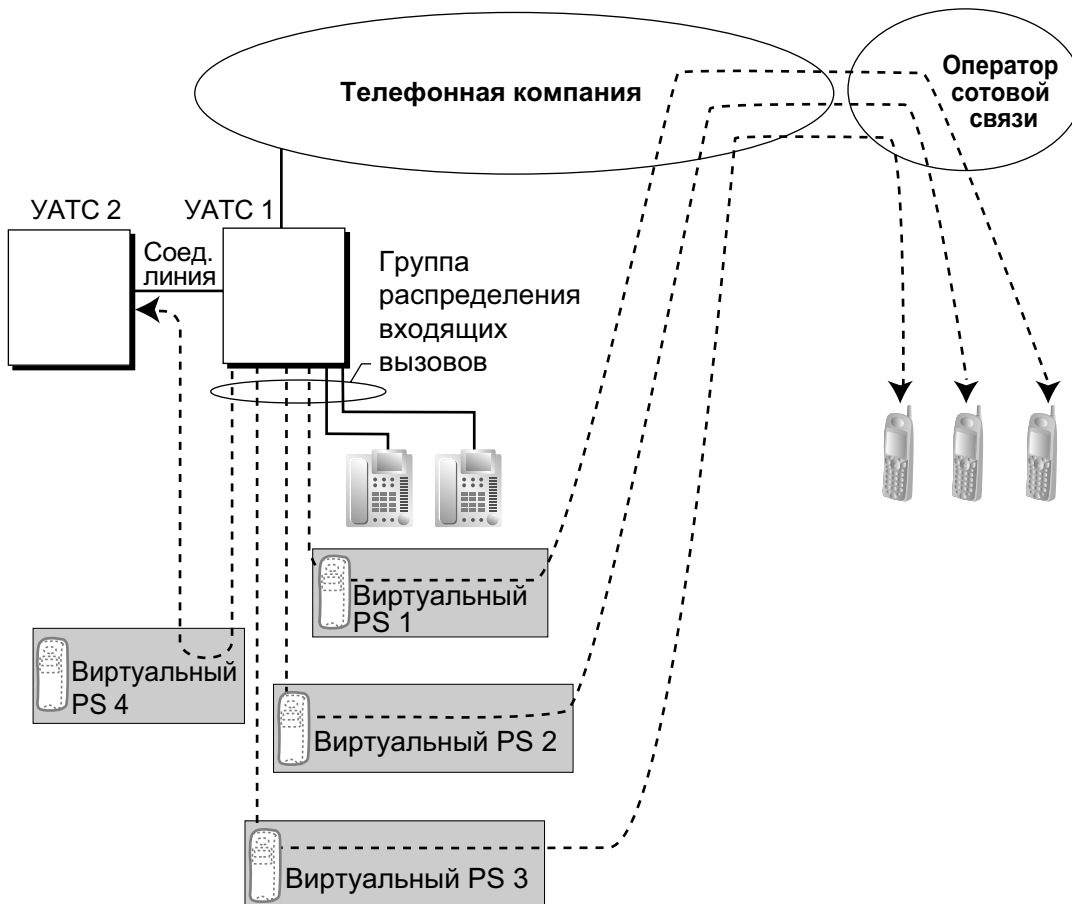 Телефонная компания
Оператор
сотовой
связи
УАТС 2
УАТС 1
Соед.
линия
Группа
распределения
входящих
вызовов
Виртуальный
PS 1
Виртуальный
PS 4
Виртуальный PS 2
Виртуальный PS 3